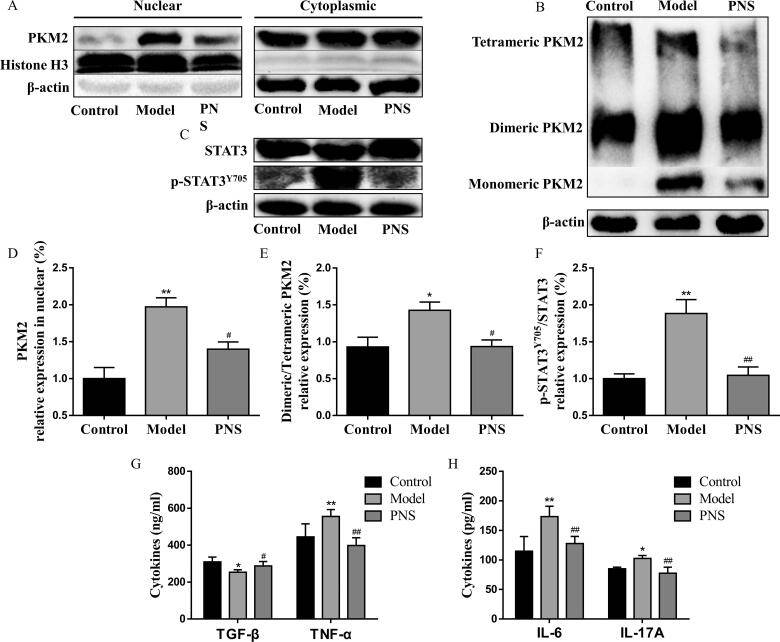 A
Nuclear
Cytoplasmic
PKM2
Histone H3
β-actin
Control
Model
PN
S
Control
Model
PNS
B
Control
Model
PNS
Tetrameric PKM2
Dimeric PKM2
Monomeric PKM2
β-actin
C
STAT3
p-STAT3Y705
β-actin
Control
Model
PNS
D
PKM2
relative expression in nuclear (%)
2.5
2.0
1.5
1.0
0.5
**
#
Control
Model
PNS
E
Dimeric/Tetrameric PKM2
relative expression (%)
2.0
1.5
1.0
0.5
0.0
*
#
Control
Model
PNS
F
p-STAT3Y705/STAT3
relative expression (%)
2.5
2.0
1.5
1.0
0.5
**
##
Control
Model
PNS
G
Cytokines (ng/ml)
800
600
400
200
0
*
#
**
##
TGF-β
TNF-α
Control
Model
PNS
H
Cytokines (pg/ml)
250
200
150
100
50
0
**
##
*
##
IL-6
IL-17A
Control
Model
PNS